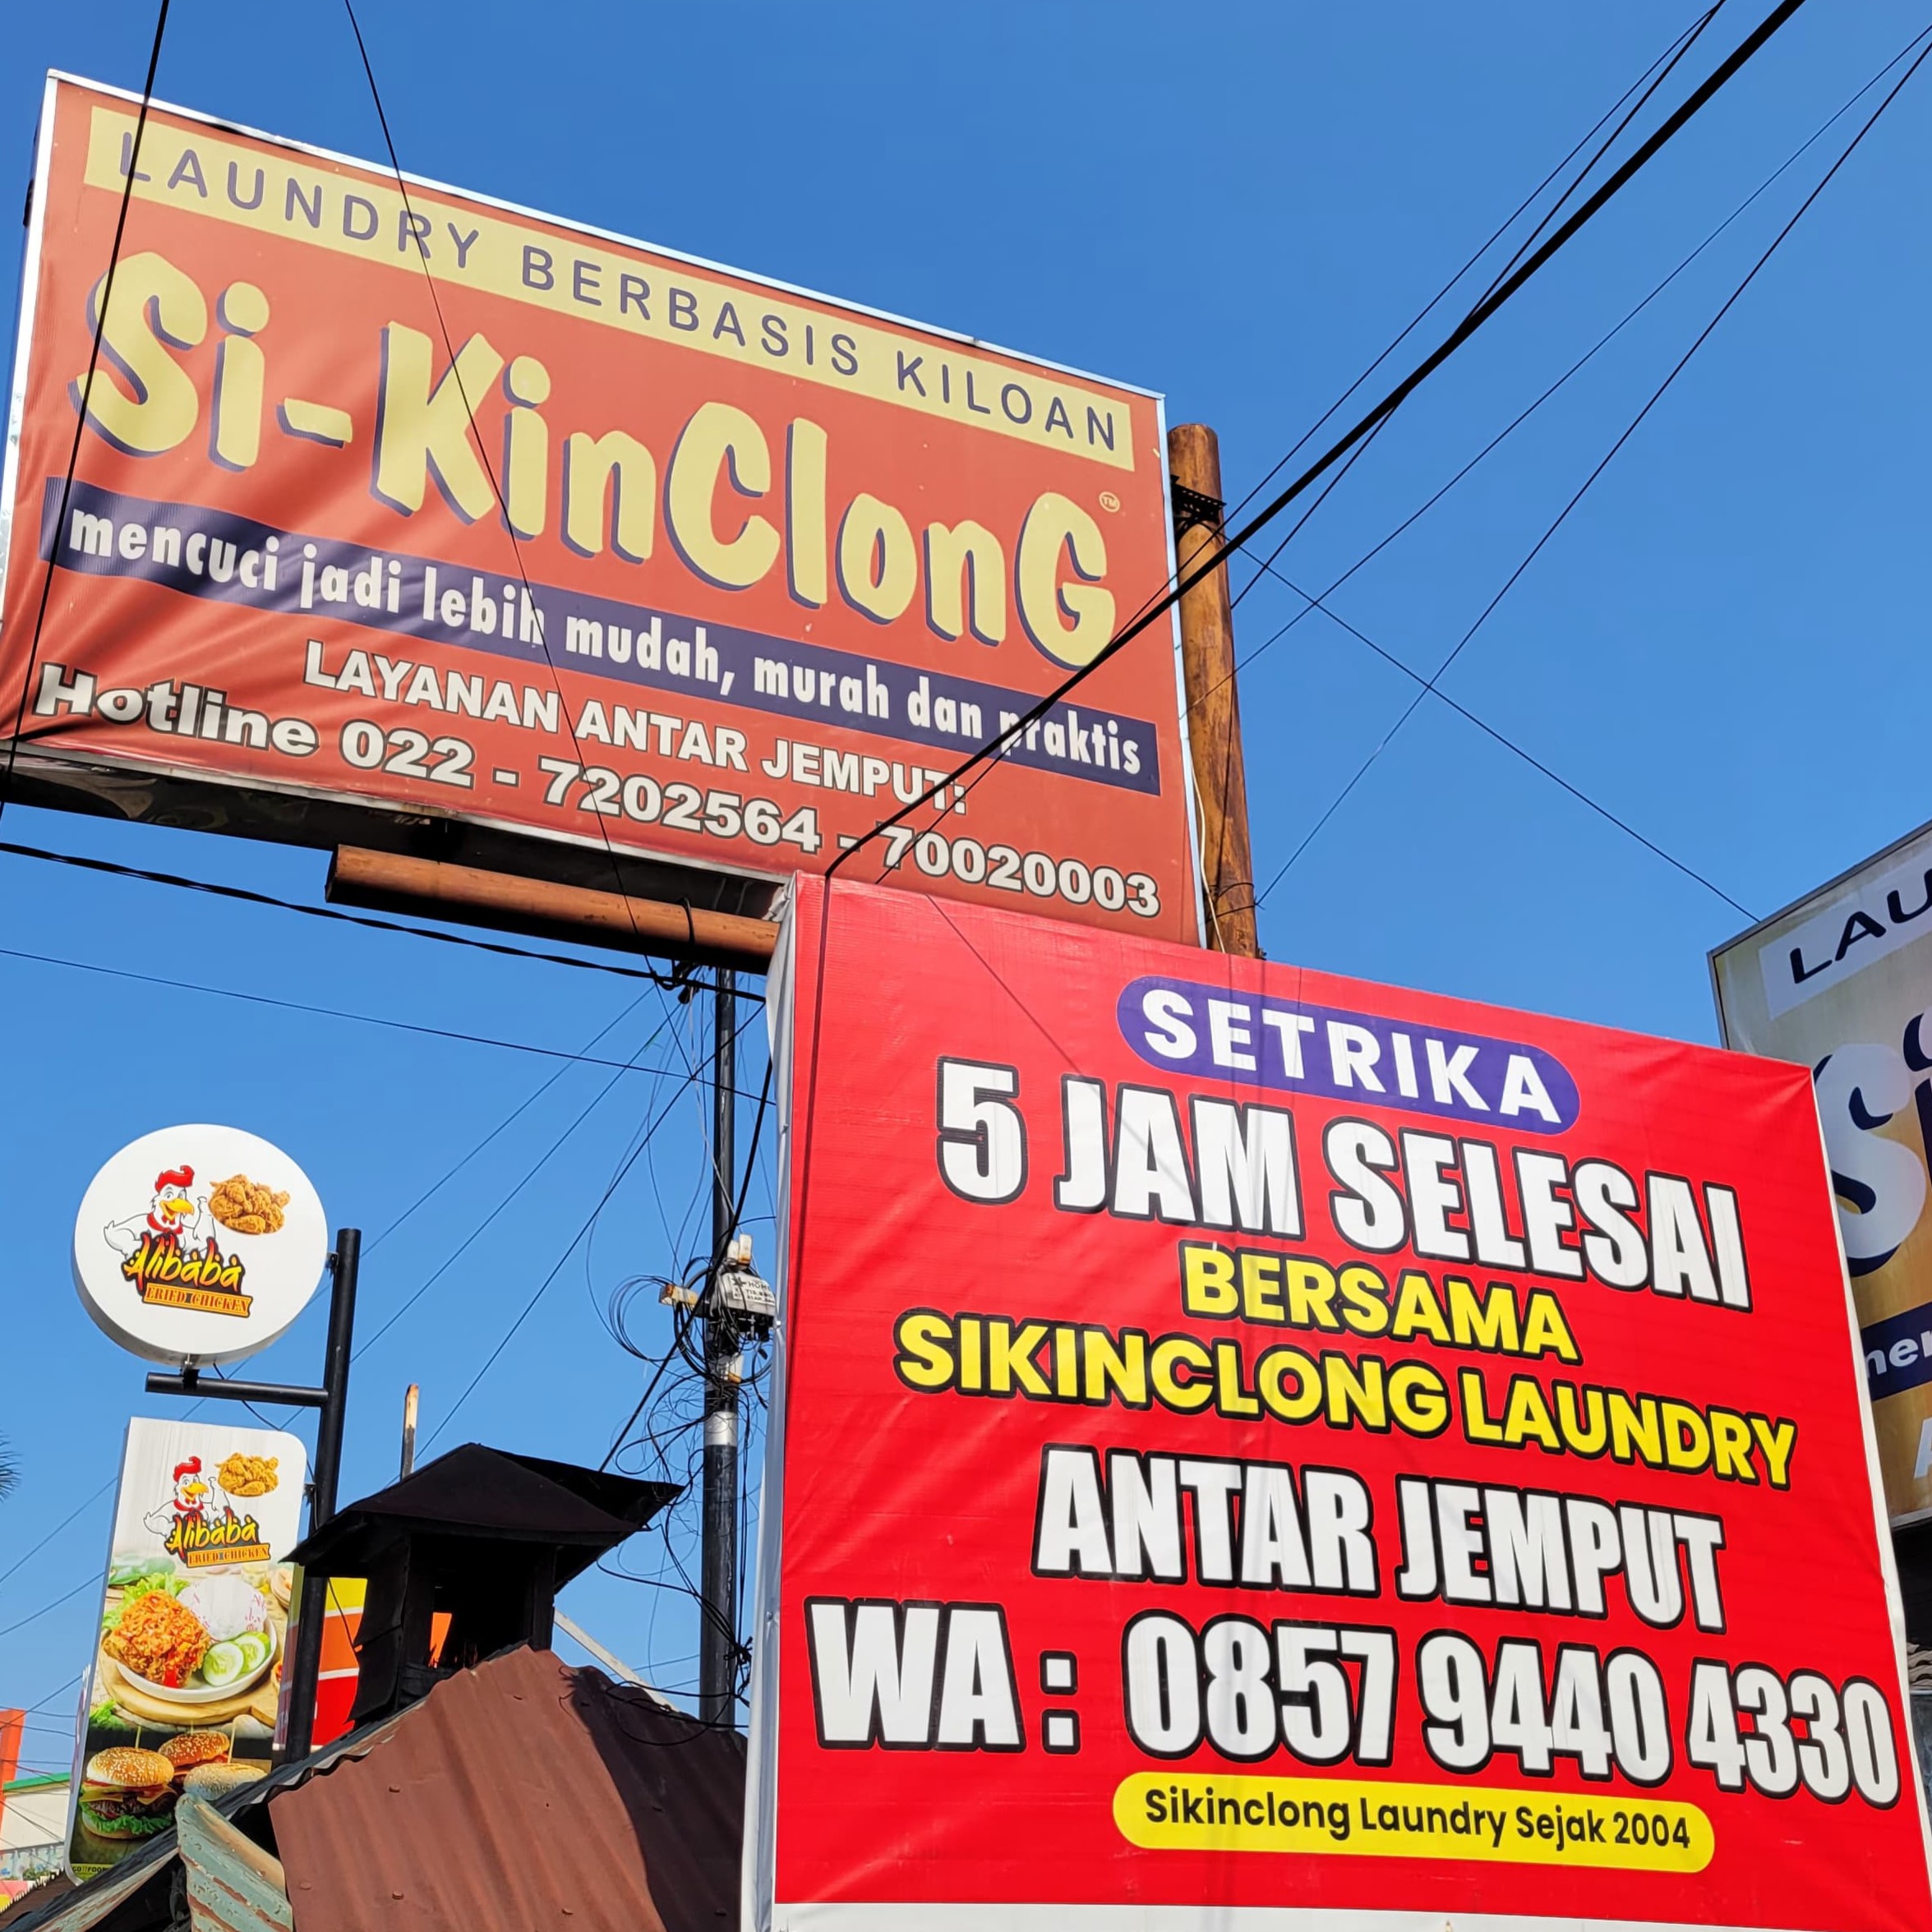 LAUNDRY BERBASIS KILOAN
Si-KinClonG
TM
mencuci jadi lebih mudah, murah dan praktis
LAYANAN ANTAR JEMPUT:
Hotline 022 - 7202564 - 70020003
SETRIKA
5 JAM SELESAI
BERSAMA
SIKINCLONG LAUNDRY
ANTAR JEMPUT
WA : 0857 9440 4330
Sikinclong Laundry Sejak 2004
Alibaba
FRIED CHICKEN
Alibaba
FRIED CHICKEN
LAU